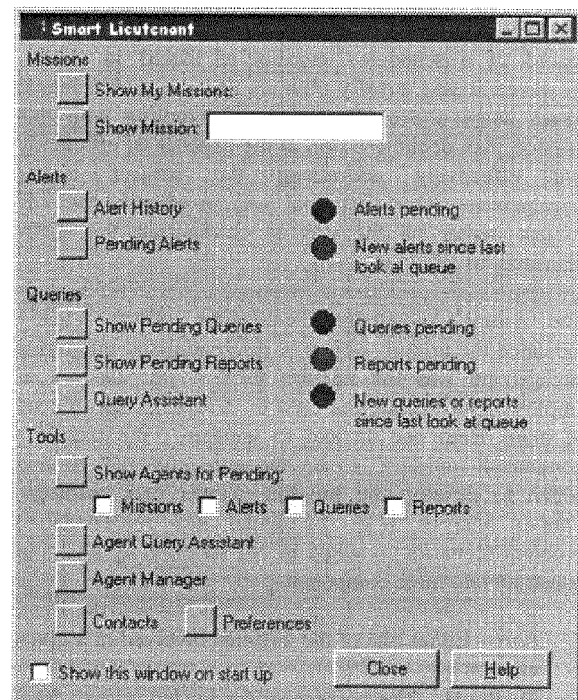 Smart Lieutenant
Missions
Show My Missions:
Show Mission:
Alerts
Alert History
Alerts pending
Pending Alerts
New alerts since last
look at queue
Queries
Show Pending Queries
Queries pending
Show Pending Reports
Reports pending
Query Assistant
New queries or reports
since last look at queue
Tools
Show Agents for Pending:
Missions Alerts Queries Reports
Agent Query Assistant
Agent Manager
Contacts Preferences
Show this window on start up
Close Help